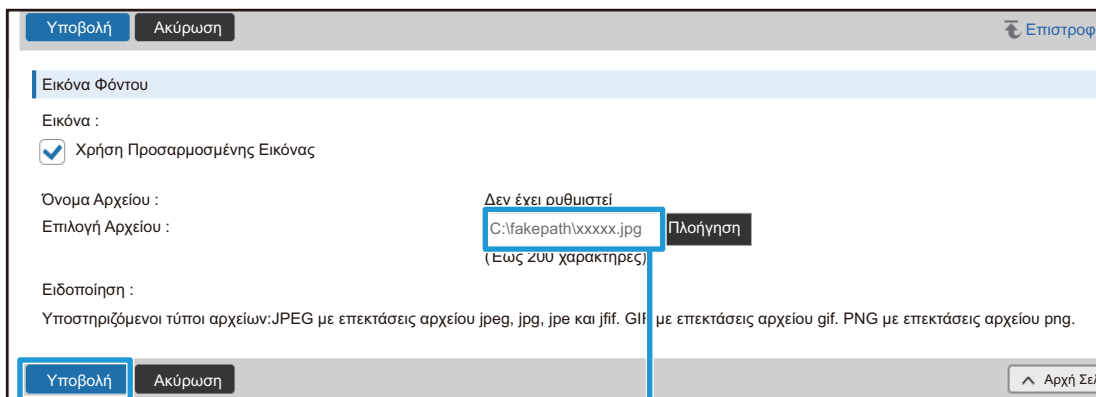 Υποβολή Ακύρωση Επιστροφ
Εικόνα Φόντου
Εικόνα :
Χρήση Προσαρμοσμένης Εικόνας
Όνομα Αρχείου : Δεν έχει ρυθμιστεί
Επιλογή Αρχείου : C:\fakepath\xxxxx.jpg Πλοήγηση
(Έως 200 χαρακτήρες)
Ειδοποίηση :
Υποστηριζόμενοι τύποι αρχείων:JPEG με επεκτάσεις αρχείου jpeg, jpg, jpe και jfif. GIF με επεκτάσεις αρχείου gif. PNG με επεκτάσεις αρχείου png.
Υποβολή Ακύρωση Αρχή Σελ